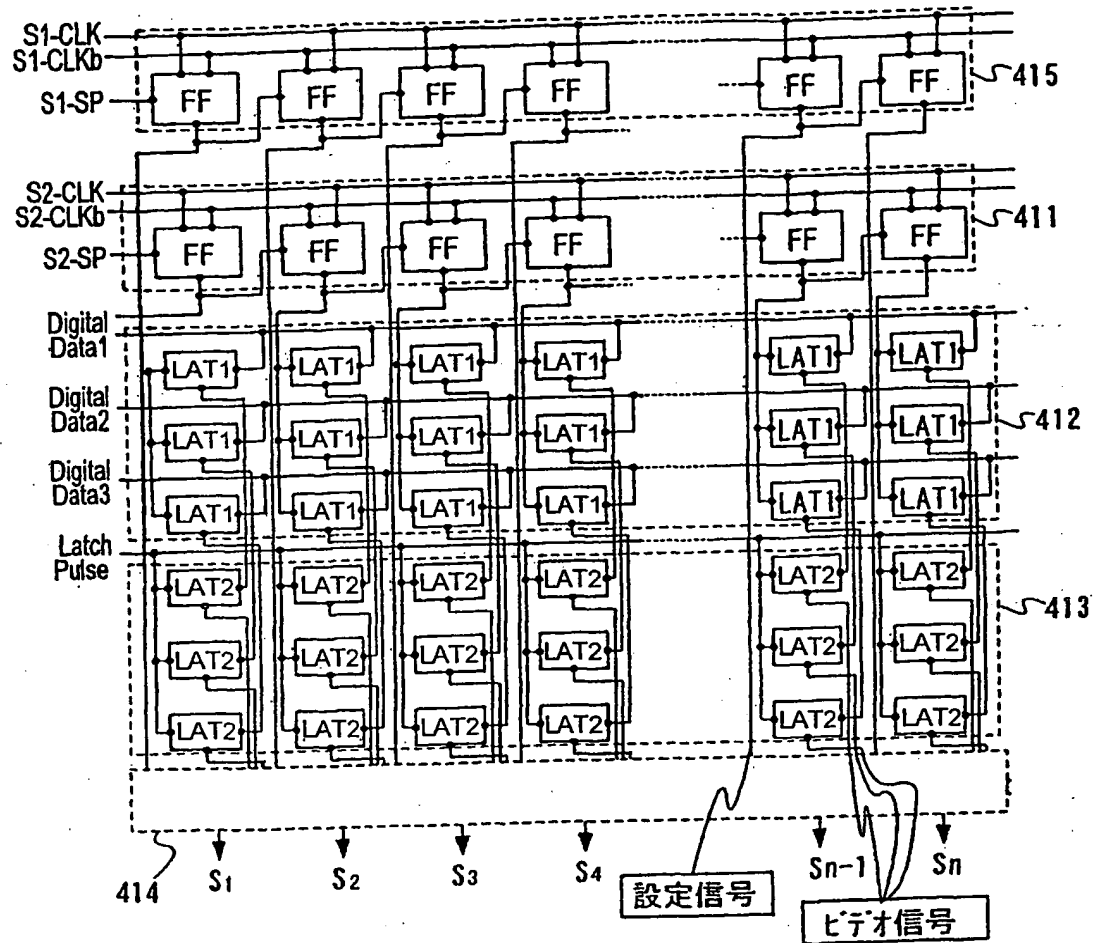 S1-CLK
S1-CLKb
S1-SP
FF FF FF FF FF FF
415
S2-CLK
S2-CLKb
S2-SP
FF FF FF FF FF FF
411
Digital
Data1
LAT1 LAT1 LAT1 LAT1 LAT1 LAT1
Digital
Data2
LAT1 LAT1 LAT1 LAT1 LAT1 LAT1
412
Digital
Data3
LAT1 LAT1 LAT1 LAT1 LAT1 LAT1
Latch
Pulse
LAT2 LAT2 LAT2 LAT2 LAT2 LAT2
413
LAT2 LAT2 LAT2 LAT2 LAT2 LAT2
LAT2 LAT2 LAT2 LAT2 LAT2 LAT2
414
S1 S2 S3 S4 Sn-1 Sn
設定信号
ビデオ信号